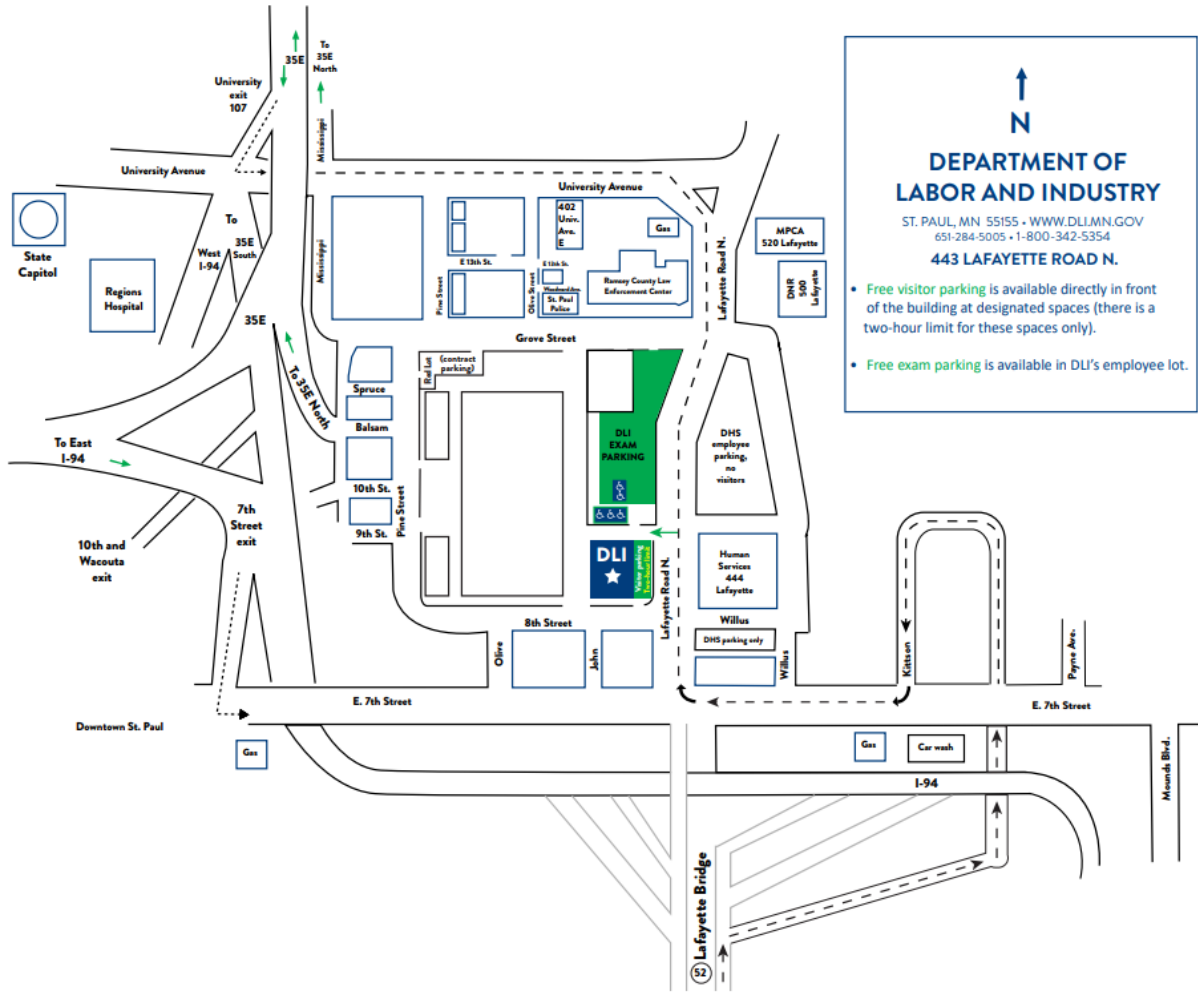 To
35E
North
35E
University
exit
107
Mississippi
University Avenue
University Avenue
State
Capitol
To
35E
South
West
I-94
Mississippi
Regions
Hospital
35E
To 35E North
402
Univ.
Ave.
E
Gas
E 13th St.
E 13th St.
Woodward Ave.
Pine Street
Olive Street
St. Paul
Police
Ramsey County Law
Enforcement Center
Lafayette Road N.
MPCA
520 Lafayette
DNR
500
Lafayette
N
DEPARTMENT OF
LABOR AND INDUSTRY
ST. PAUL, MN 55155 • WWW.DLI.MN.GOV
651-284-5005 • 1-800-342-5354
443 LAFAYETTE ROAD N.
• Free visitor parking is available directly in front
of the building at designated spaces (there is a
two-hour limit for these spaces only).
• Free exam parking is available in DLI's employee lot.
Grove Street
Rail Lot
(contract
parking)
Spruce
Balsam
10th St.
9th St.
Pine Street
DLI
EXAM
PARKING
DHS
employee
parking,
no
visitors
To East
I-94
7th
Street
exit
10th and
Wacouta
exit
DLI
Visitor parking
Two-hour limit
Lafayette Road N.
Human
Services
444
Lafayette
Willus
DHS parking only
Willus
8th Street
Olive
John
Kittson
Payne Ave.
E. 7th Street
E. 7th Street
Downtown St. Paul
Gas
Gas
Car wash
I-94
Mounds Blvd.
Lafayette Bridge
52